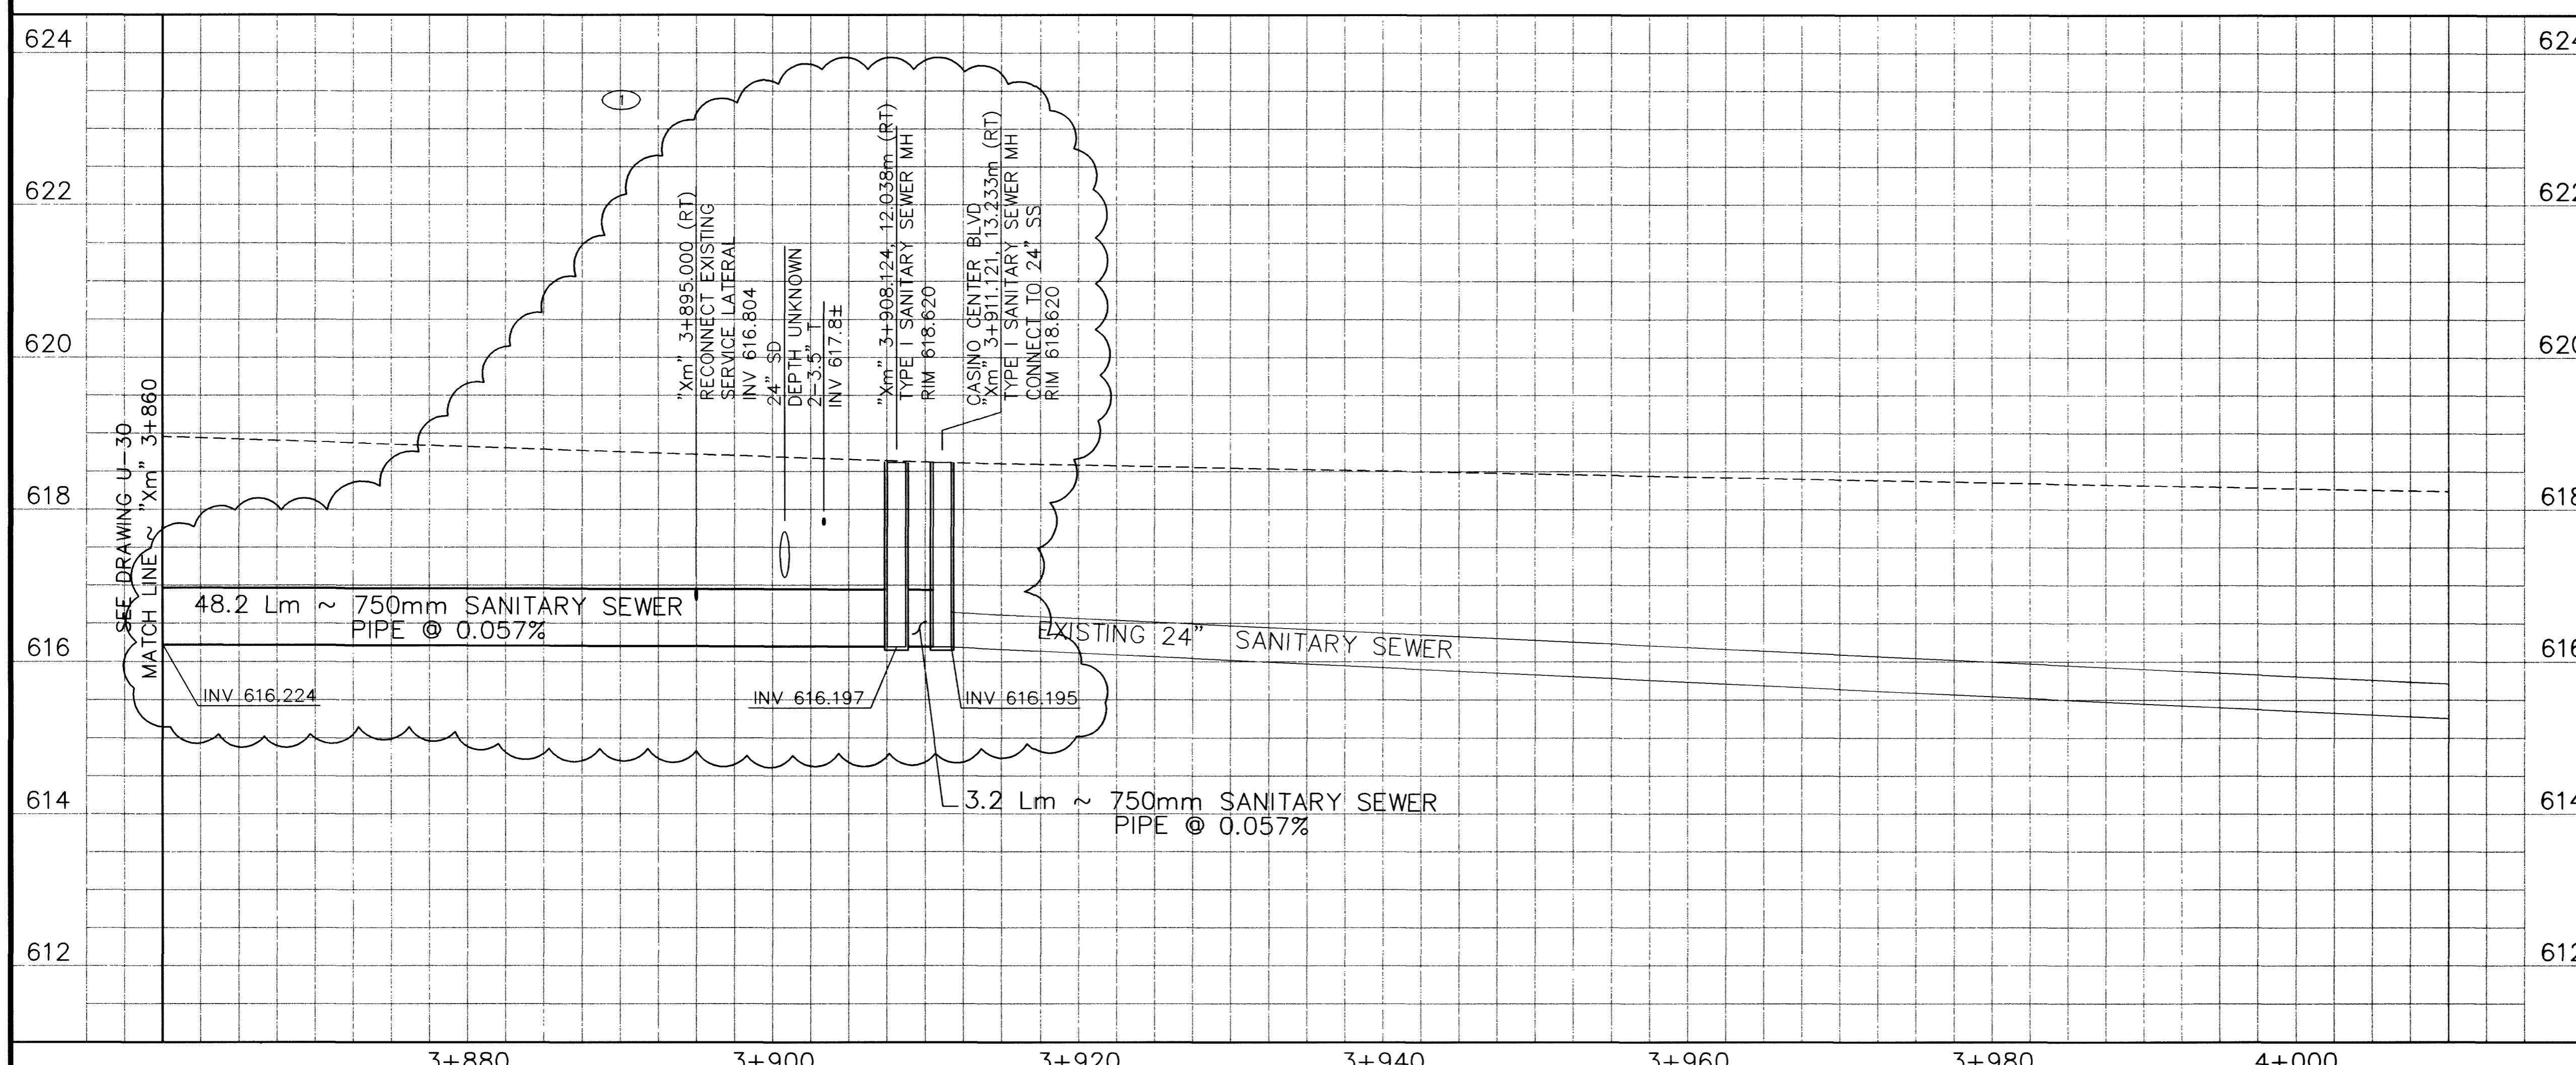 624
624
1
622
622
620
620
618
618
616
616
614
614
612
612
SEE DRAWING U-30
MATCH LINE ~ "Xm" 3+860
"Xm" 3+895.000 (RT)
RECONNECT EXISTING
SERVICE LATERAL
INV 616.804
24" SD
DEPTH UNKNOWN
2-3.5" T
INV 617.8±
"Xm" 3+908.124, 12.038m (RT)
TYPE I SANITARY SEWER MH
RIM 618.620
CASINO CENTER BLVD
"Xm" 3+911.121, 13.233m (RT)
TYPE I SANITARY SEWER MH
CONNECT TO 24" SS
RIM 618.620
48.2 Lm ~ 750mm SANITARY SEWER
PIPE @ 0.057%
EXISTING 24" SANITARY SEWER
INV 616.224
INV 616.197
INV 616.195
3.2 Lm ~ 750mm SANITARY SEWER
PIPE @ 0.057%
3+880
3+900
3+920
3+940
3+960
3+980
4+000